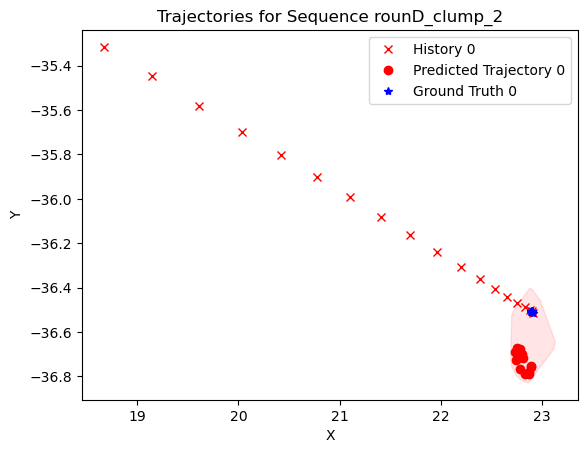 Trajectories for Sequence rounD_clump_2
History 0
Predicted Trajectory 0
Ground Truth 0
Y
−35.4
−35.6
−35.8
−36.0
−36.2
−36.4
−36.6
−36.8
19 20 21 22 23
X